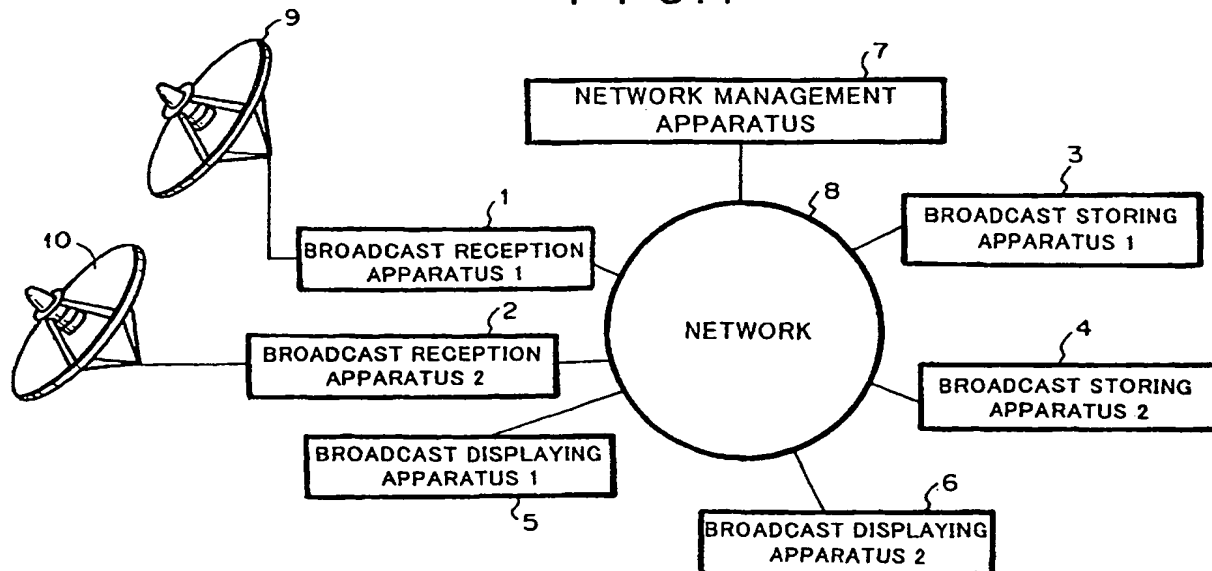 9
7
NETWORK MANAGEMENT
APPARATUS
3
BROADCAST STORING
APPARATUS 1
8
1
BROADCAST RECEPTION
APPARATUS 1
10
2
BROADCAST RECEPTION
APPARATUS 2
NETWORK
4
BROADCAST STORING
APPARATUS 2
BROADCAST DISPLAYING
APPARATUS 1
5
6
BROADCAST DISPLAYING
APPARATUS 2